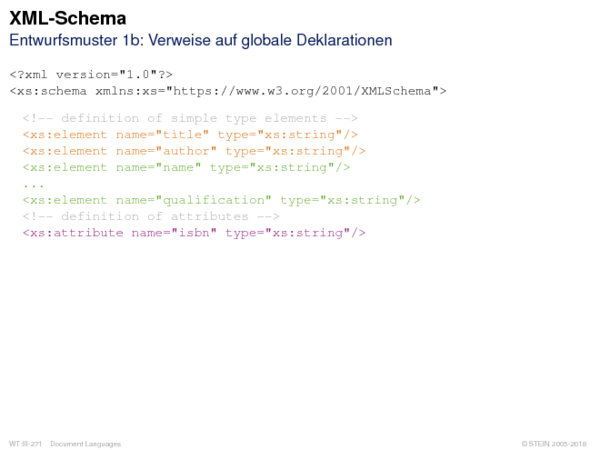 XML-Schema
Entwurfsmuster 1b: Verweise auf globale Deklarationen
<?xml version="1.0"?>
<xs:schema xmlns:xs="https://www.w3.org/2001/XMLSchema">
<!-- definition of simple type elements -->
<xs:element name="title" type="xs:string"/>
<xs:element name="author" type="xs:string"/>
<xs:element name="name" type="xs:string"/>
...
<xs:element name="qualification" type="xs:string"/>
<!-- definition of attributes -->
<xs:attribute name="isbn" type="xs:string"/>
WT:III-271 Document Languages
© STEIN 2005-2018